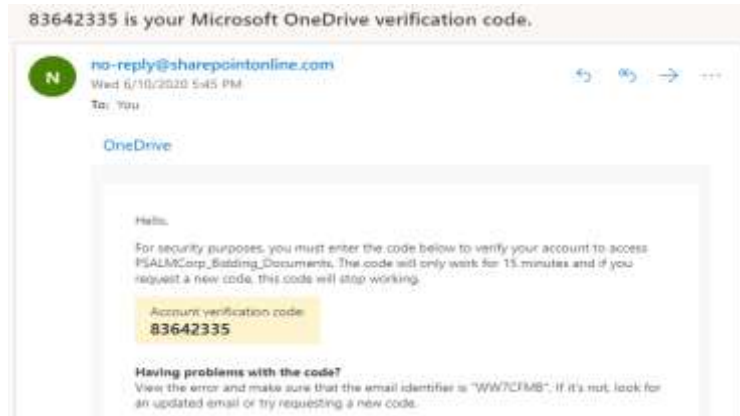 83642335 is your Microsoft OneDrive verification code.
N
no-reply@sharepointonline.com
Wed 6/10/2020 5:45 PM
To: You
OneDrive
Hello,
For security purposes, you must enter the code below to verify your account to access
PSALMCorp_Bidding_Documents. The code will only work for 15 minutes and if you
request a new code, this code will stop working.
Account verification code:
83642335
Having problems with the code?
View the error and make sure that the email identifier is "WW7CFMB". If it's not, look for
an updated email or try requesting a new code.